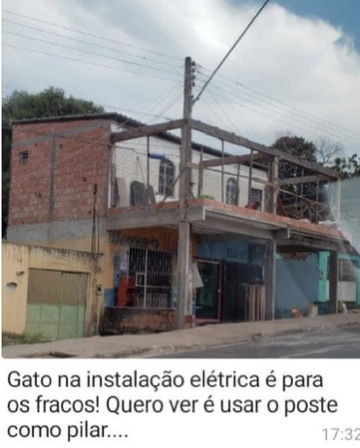 Gato na instalação elétrica é para
os fracos! Quero ver é usar o poste
como pilar....
17:32